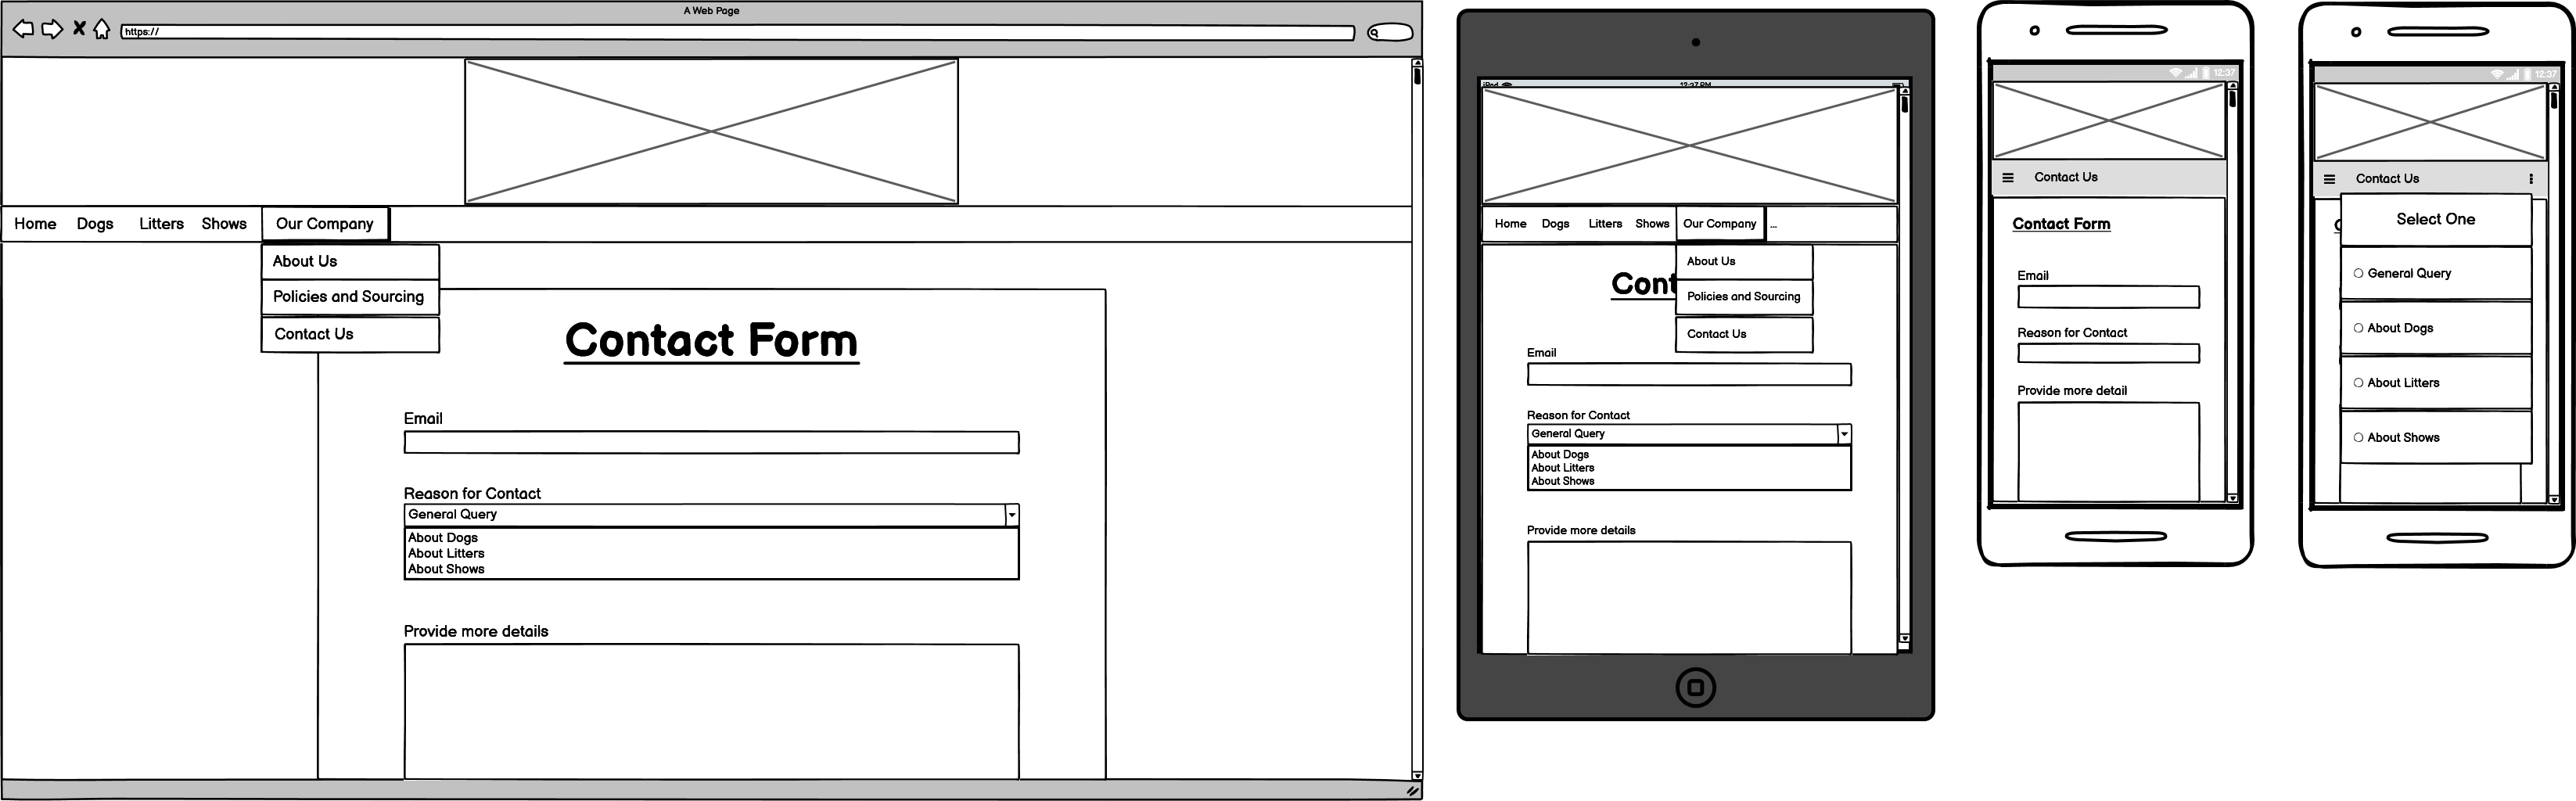 A Web Page
https://
Home Dogs Litters Shows Our Company
About Us
Policies and Sourcing
Contact Us
Contact Form
Email
Reason for Contact
General Query
About Dogs
About Litters
About Shows
Provide more details
iPad 12:37 PM
Home Dogs Litters Shows Our Company ...
About Us
Policies and Sourcing
Contact Us
Cont
Email
Reason for Contact
General Query
About Dogs
About Litters
About Shows
Provide more details
12:37
Contact Us
Contact Form
Email
Reason for Contact
Provide more detail
12:37
Contact Us
Select One
General Query
About Dogs
About Litters
About Shows